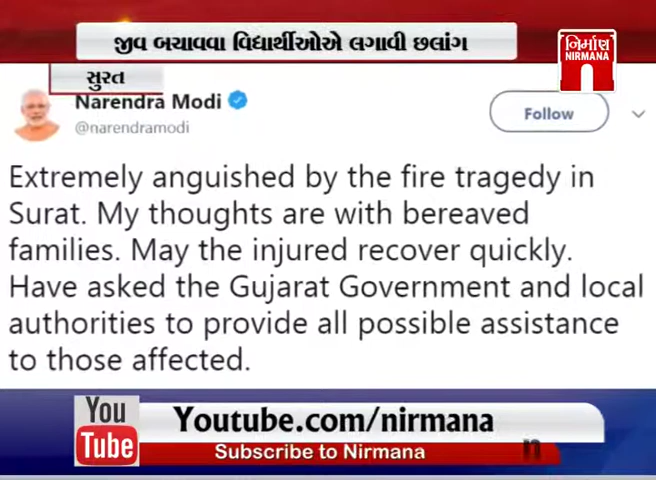 જીવ બચાવવા વિદ્યાર્થીઓએ લગાવી છલાંગ
નિર્માણ
NIRMANA
સુરત
Narendra Modi
@narendramodi
Follow
Extremely anguished by the fire tragedy in
Surat. My thoughts are with bereaved
families. May the injured recover quickly.
Have asked the Gujarat Government and local
authorities to provide all possible assistance
to those affected.
You
Tube
Youtube.com/nirmana
Subscribe to Nirmana
n